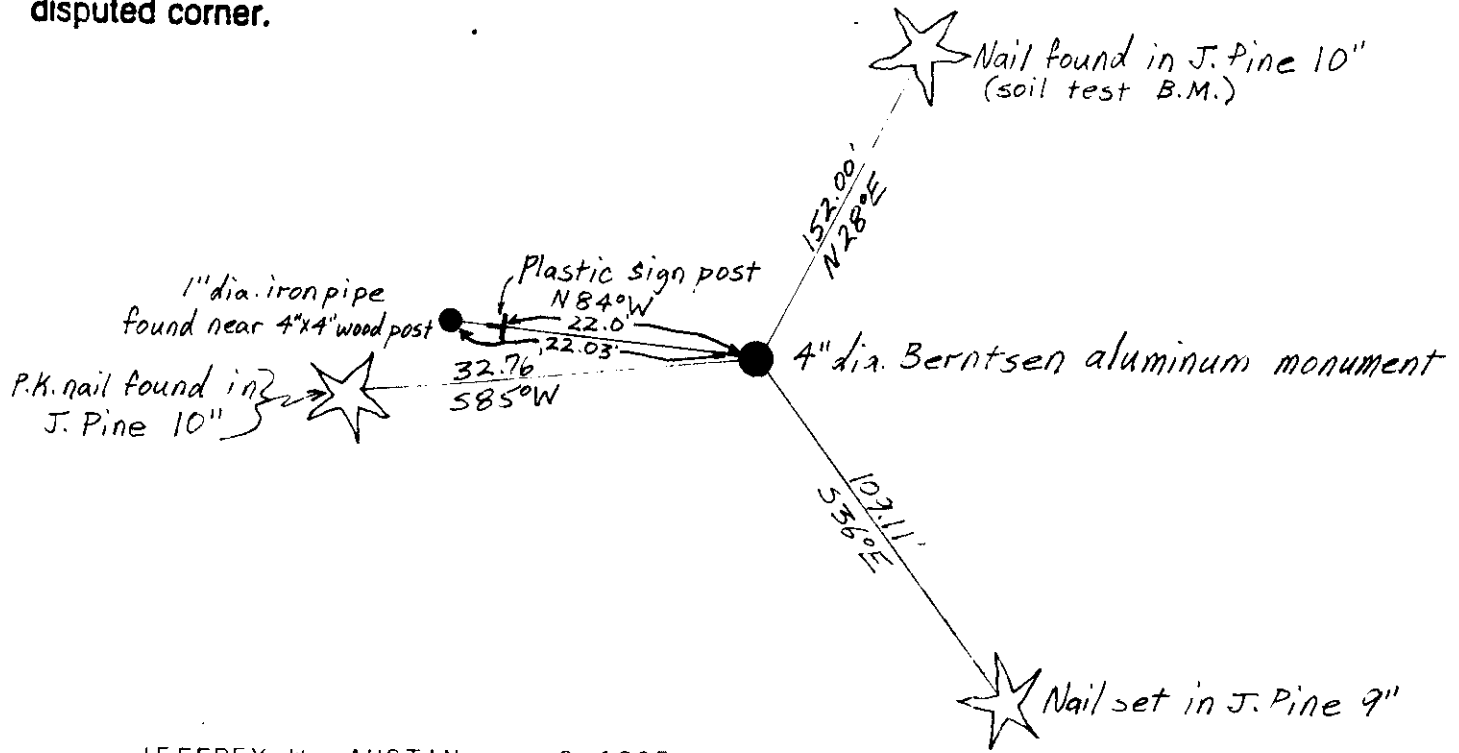 disputed corner.
Nail found in J. Pine 10"
(soil test B.M.)
152.00'
N28°E
Plastic sign post
N84°W
22.0'
22.03'
1"dia. iron pipe
found near 4"x4" wood post
4" dia. Berntsen aluminum monument
32.76
S85°W
P.K. nail found in
J. Pine 10"
S36°E
Nail set in J. Pine 9"